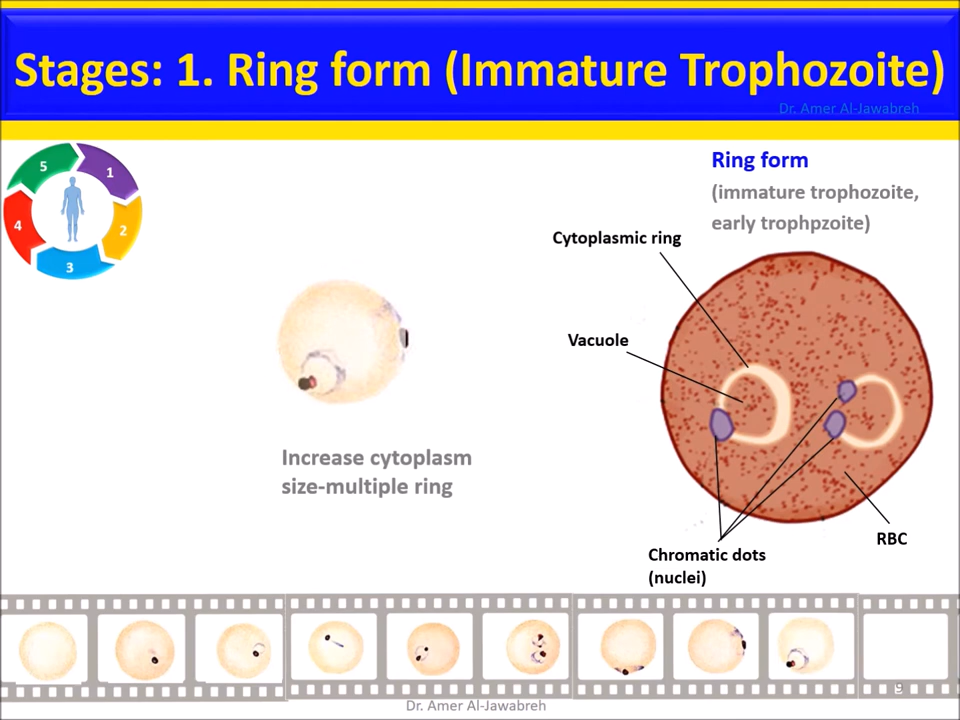 Stages: 1. Ring form (Immature Trophozoite)
Dr. Amer Al-Jawabreh
5
1
4
2
3
Ring form
(immature trophozoite,
early trophpzoite)
Cytoplasmic ring
Vacuole
Increase cytoplasm
size-multiple ring
RBC
Chromatic dots
(nuclei)
9
Dr. Amer Al-Jawabreh